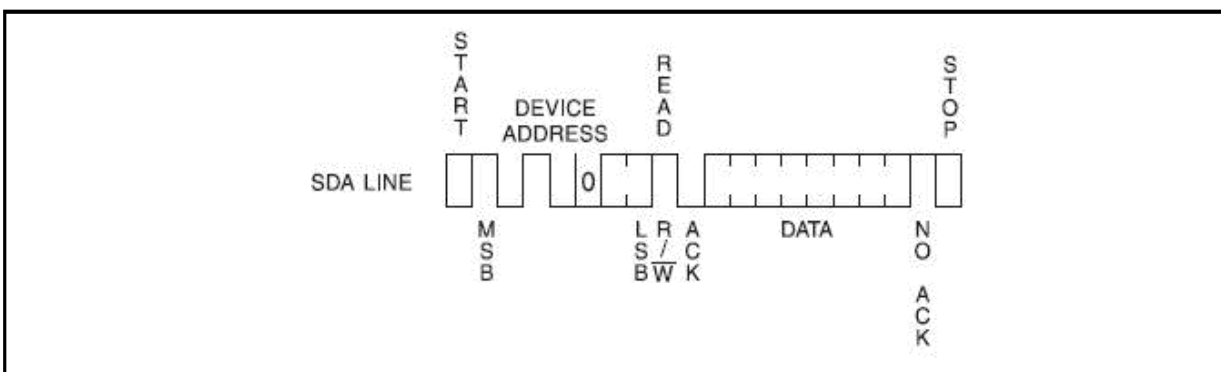 START
DEVICE
ADDRESS
READ
STOP
SDA LINE
0
MSB
LSB
R/W
ACK
DATA
NO ACK